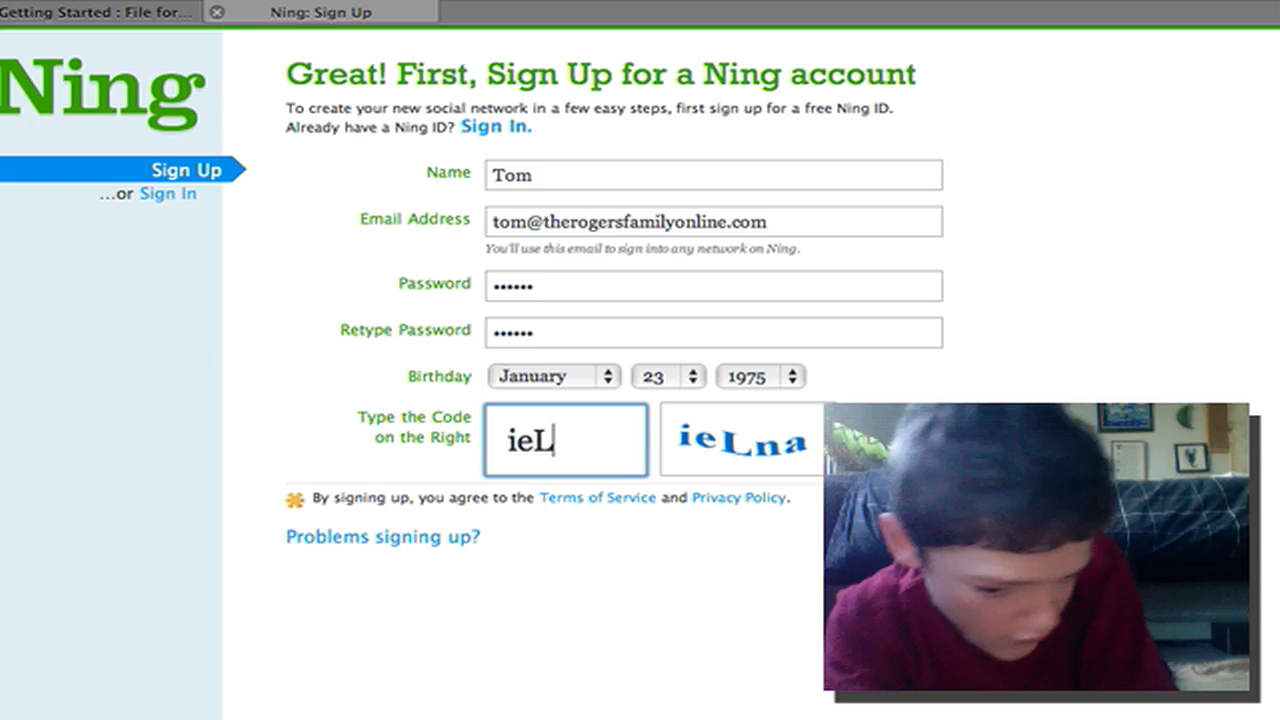 Getting Started : File for...
Ning: Sign Up
Ning
Great! First, Sign Up for a Ning account
To create your new social network in a few easy steps, first sign up for a free Ning ID.
Already have a Ning ID? Sign In.
Sign Up
...or Sign In
Name
Tom
Email Address
tom@therogersfamilyonline.com
You'll use this email to sign into any network on Ning.
Password
••••••
Retype Password
••••••
Birthday
January 23 1975
Type the Code
on the Right
ieL
ieLna
By signing up, you agree to the Terms of Service and Privacy Policy.
Problems signing up?